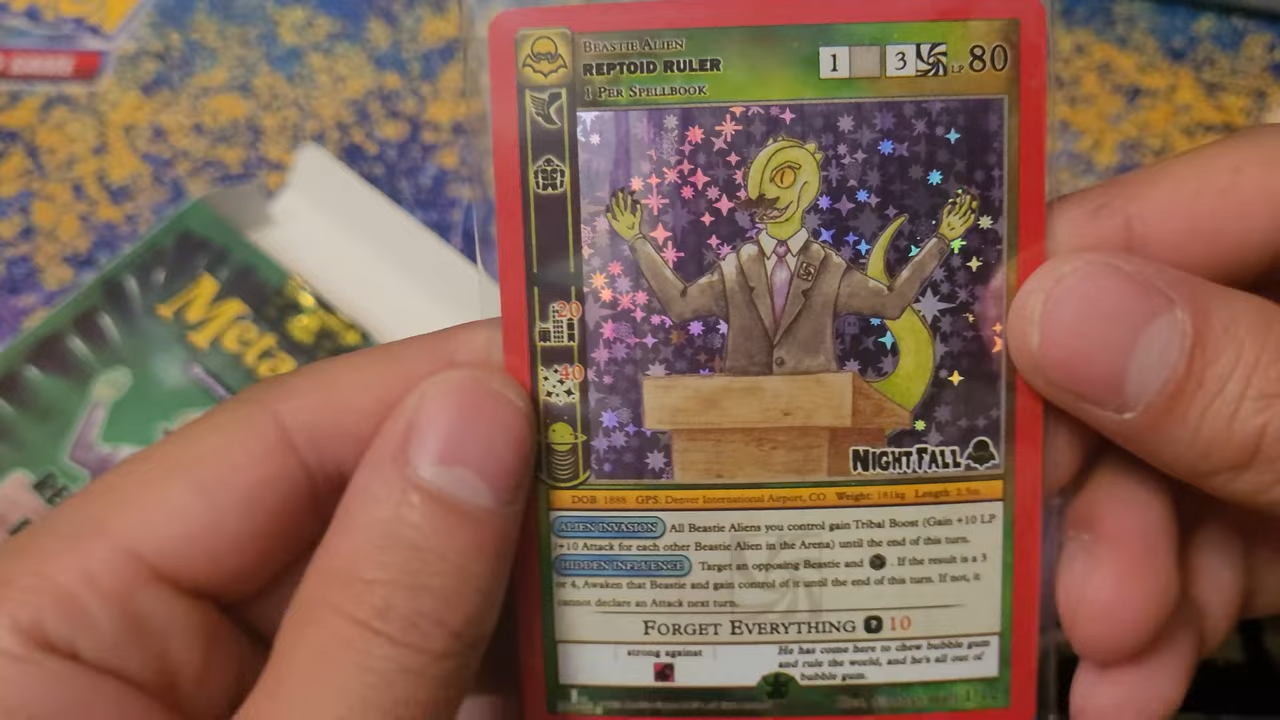 BEASTIE ALIEN
REPTOID RULER
1 PER SPELLBOOK
1 3 LP 80
20
40
NIGHTFALL
DOB: 1888 GPS: Denver International Airport, CO Weight: 181kg Length: 2.5m
ALIEN INVASION All Beastie Aliens you control gain Tribal Boost (Gain +10 LP
/+10 Attack for each other Beastie Alien in the Arena) until the end of this turn.
HIDDEN INFLUENCE Target an opposing Beastie and . If the result is a 3
or 4, Awaken that Beastie and gain control of it until the end of this turn. If not, it
cannot declare an Attack next turn.
FORGET EVERYTHING ? 10
strong against
He has come here to chew bubble gum
and rule the world, and he's all out of
bubble gum.
Meta